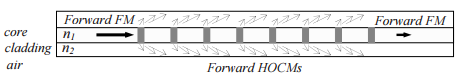 Forward FM Forward FM
core n1
cladding n2
air
Forward HOCMs